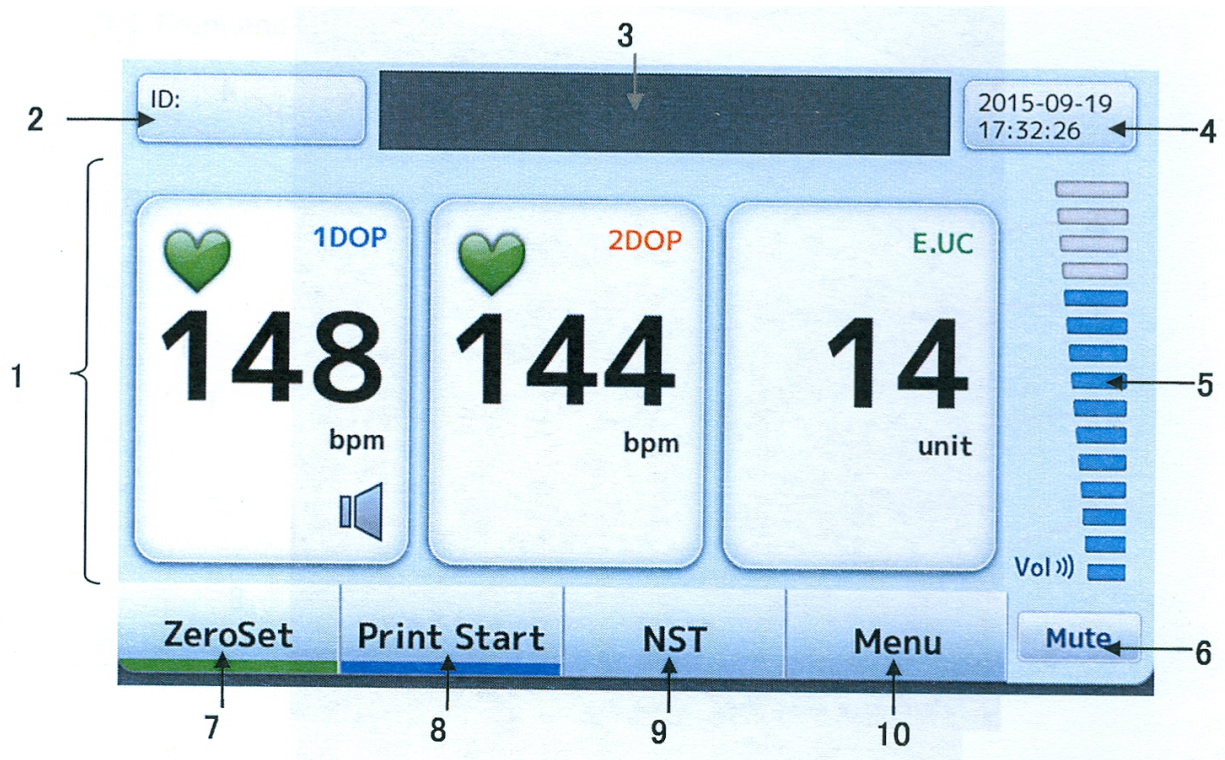 3
2
ID:
2015-09-19
17:32:26
4
1DOP
2DOP
E.UC
148
144
14
1
5
bpm
bpm
unit
Vol
ZeroSet
Print Start
NST
Menu
Mute
6
7
8
9
10